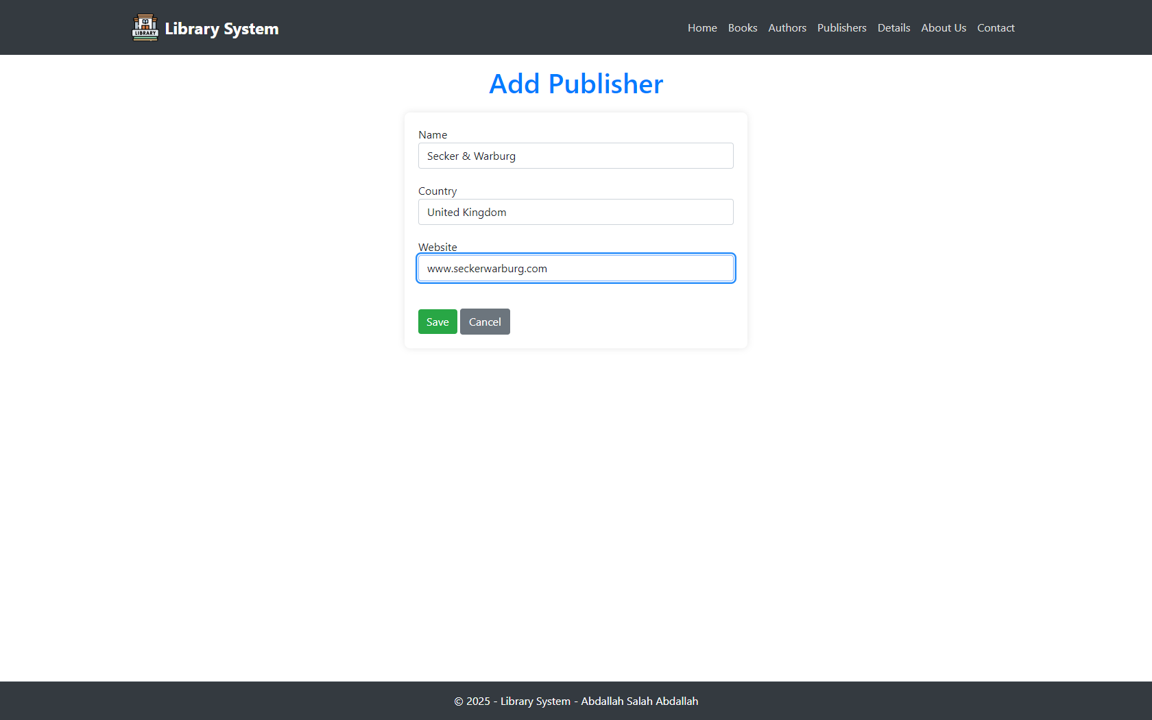 LIBRARY
Library System
Home Books Authors Publishers Details About Us Contact
Add Publisher
Name
Secker & Warburg
Country
United Kingdom
Website
www.seckerwarburg.com
Save Cancel
© 2025 - Library System - Abdallah Salah Abdallah